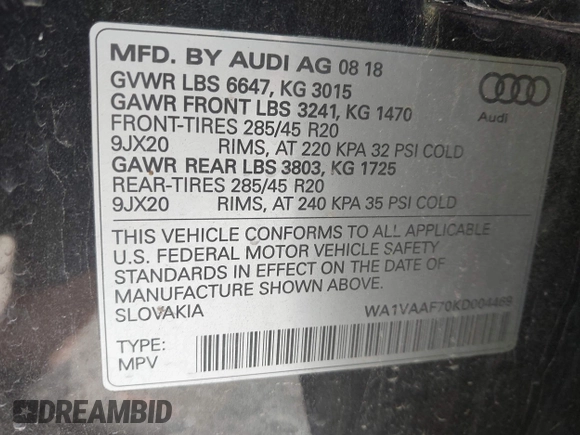 MFD. BY AUDI AG 08 18
GVWR LBS 6647, KG 3015
GAWR FRONT LBS 3241, KG 1470
FRONT-TIRES 285/45 R20
9JX20 RIMS, AT 220 KPA 32 PSI COLD
GAWR REAR LBS 3803, KG 1725
REAR-TIRES 285/45 R20
9JX20 RIMS, AT 240 KPA 35 PSI COLD
Audi
THIS VEHICLE CONFORMS TO ALL APPLICABLE
U.S. FEDERAL MOTOR VEHICLE SAFETY
STANDARDS IN EFFECT ON THE DATE OF
MANUFACTURE SHOWN ABOVE.
SLOVAKIA WA1VAAF70KD004469
TYPE:
MPV
DREAMBID